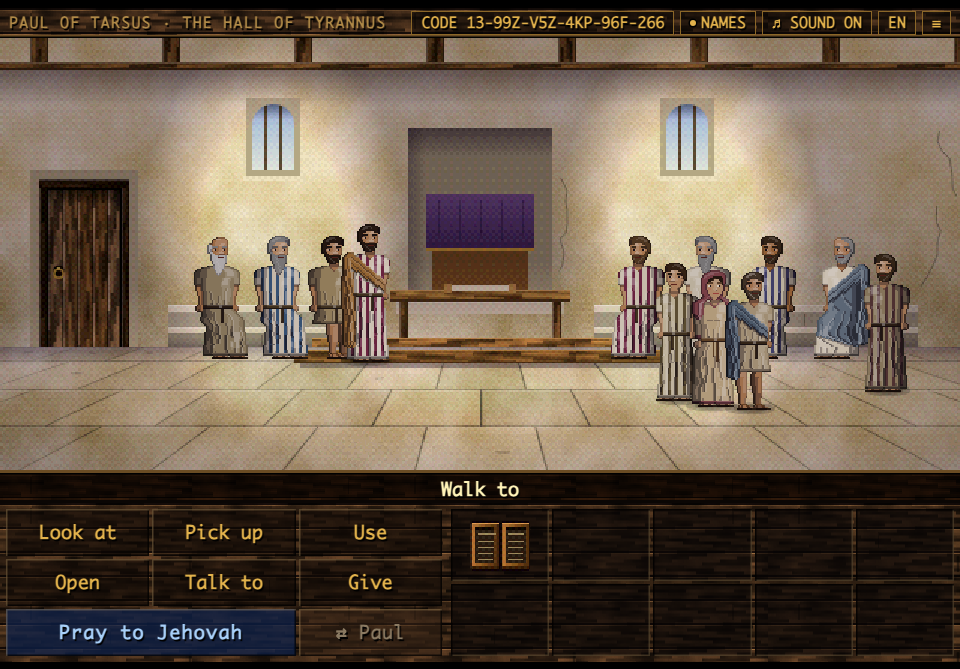 PAUL OF TARSUS · THE HALL OF TYRANNUS
CODE 13-99Z-V5Z-4KP-96F-266
• NAMES
♬ SOUND ON
EN
≡
Walk to
Look at
Pick up
Use
Open
Talk to
Give
Pray to Jehovah
⇄ Paul